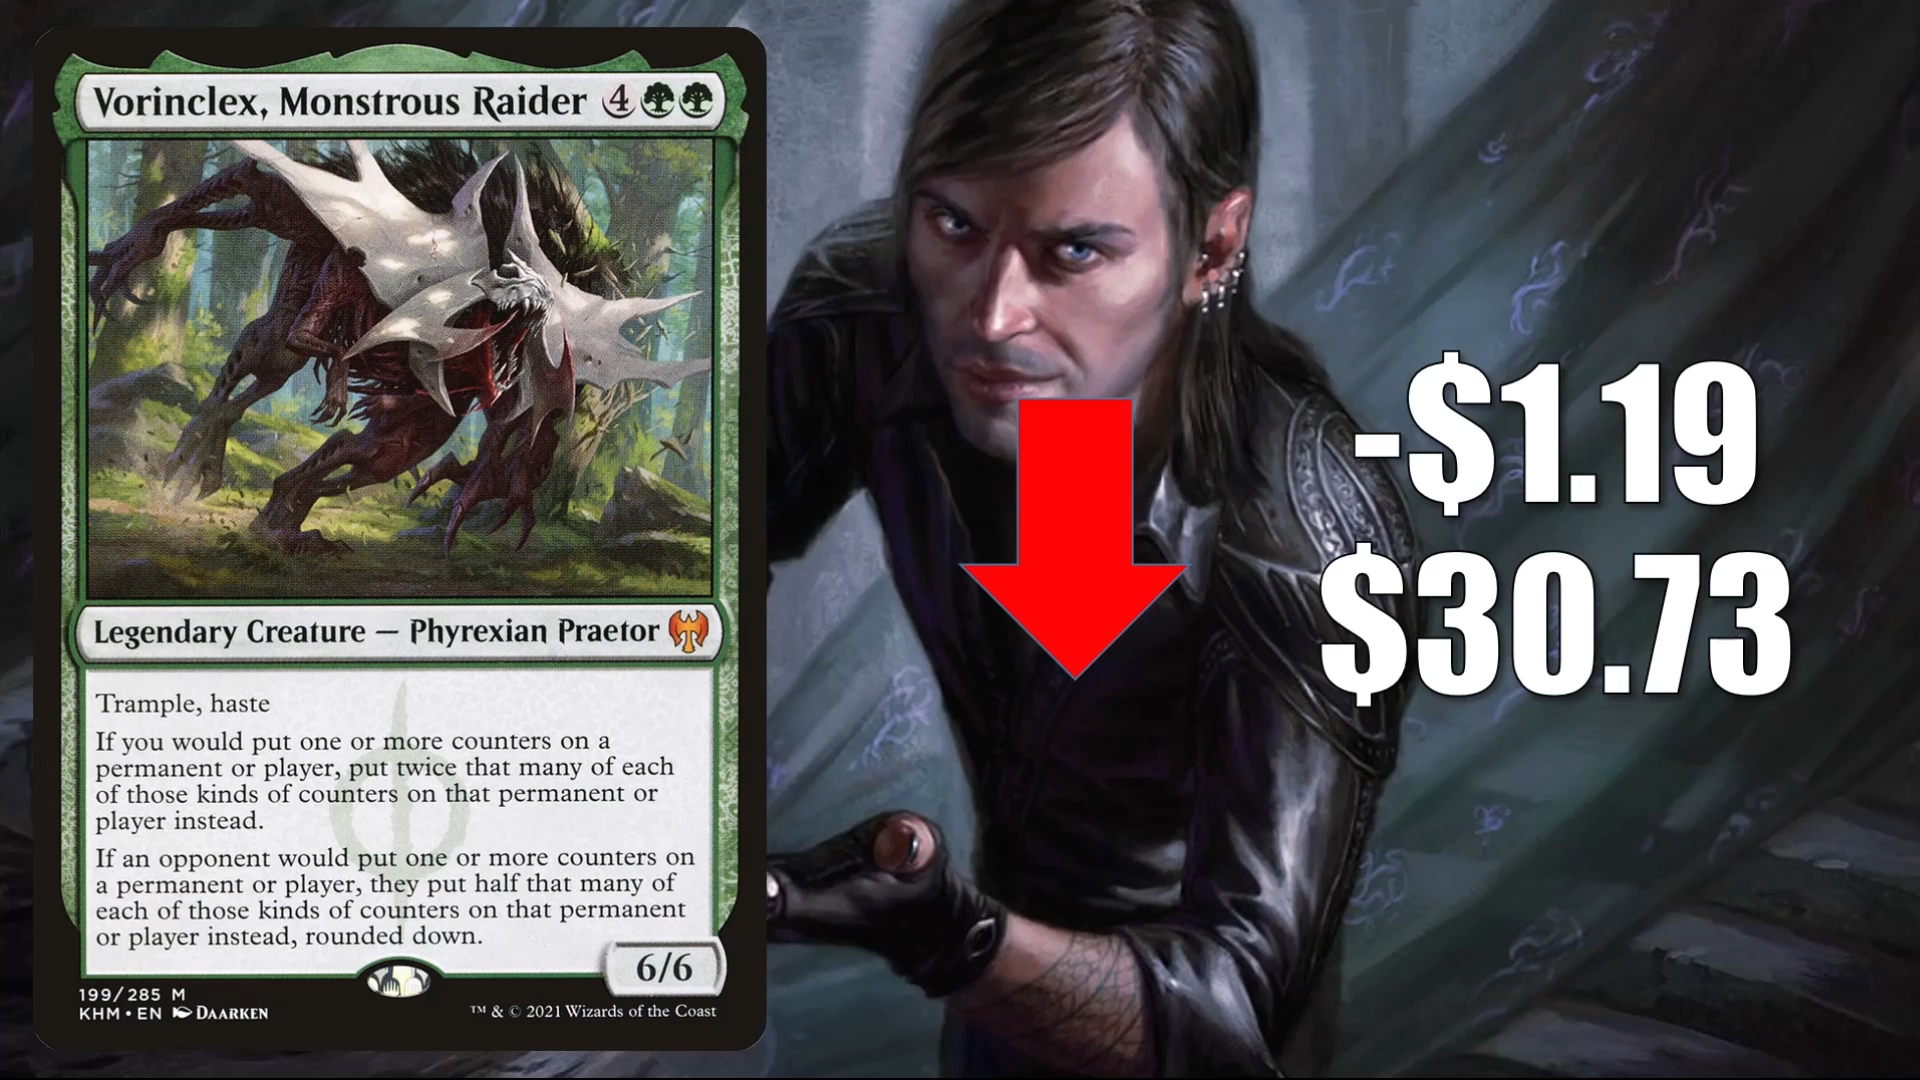 Vorinclex, Monstrous Raider 4
Legendary Creature — Phyrexian Praetor
Trample, haste
If you would put one or more counters on a
permanent or player, put twice that many of each
of those kinds of counters on that permanent or
player instead.
If an opponent would put one or more counters on
a permanent or player, they put half that many of
each of those kinds of counters on that permanent
or player instead, rounded down.
6/6
199/285 M
KHM • EN DAARKEN
™ & © 2021 Wizards of the Coast
-$1.19
$30.73